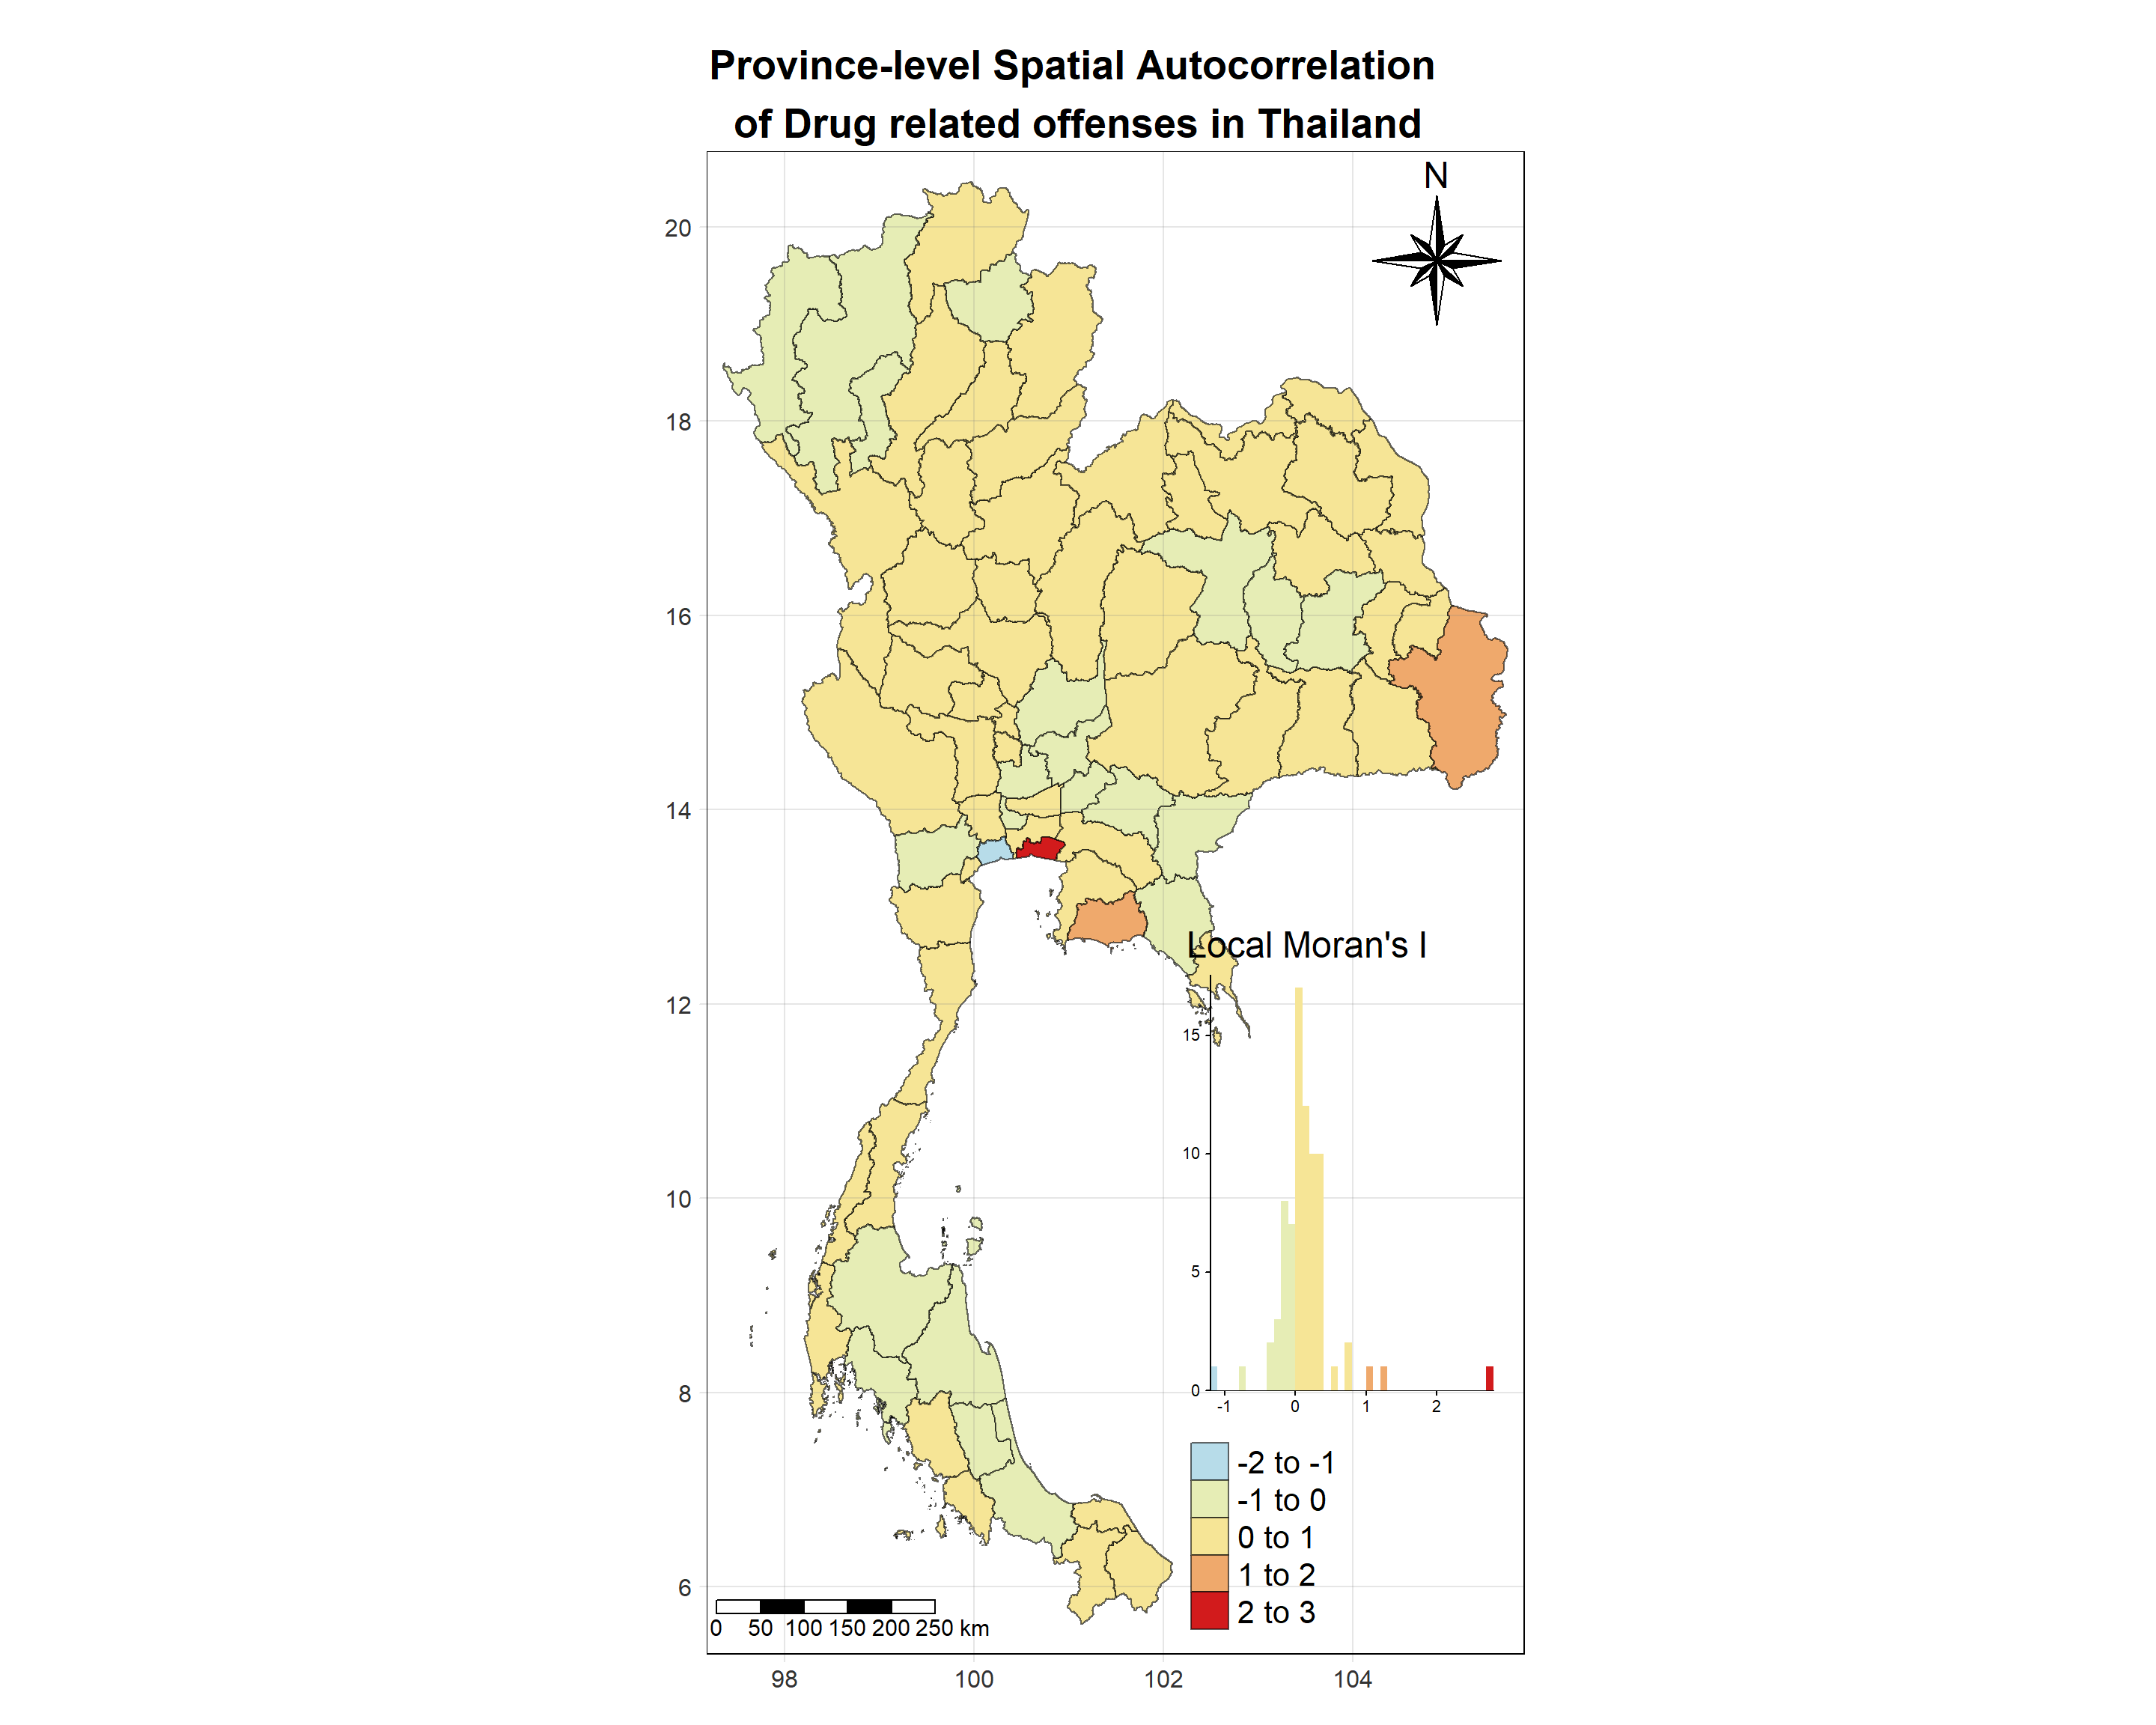 Province-level Spatial Autocorrelation
of Drug related offenses in Thailand
N
20
18
16
14
12
10
8
6
98 100 102 104
Local Moran's I
15
10
5
0
-1 0 1 2
-2 to -1
-1 to 0
0 to 1
1 to 2
2 to 3
0 50 100 150 200 250 km